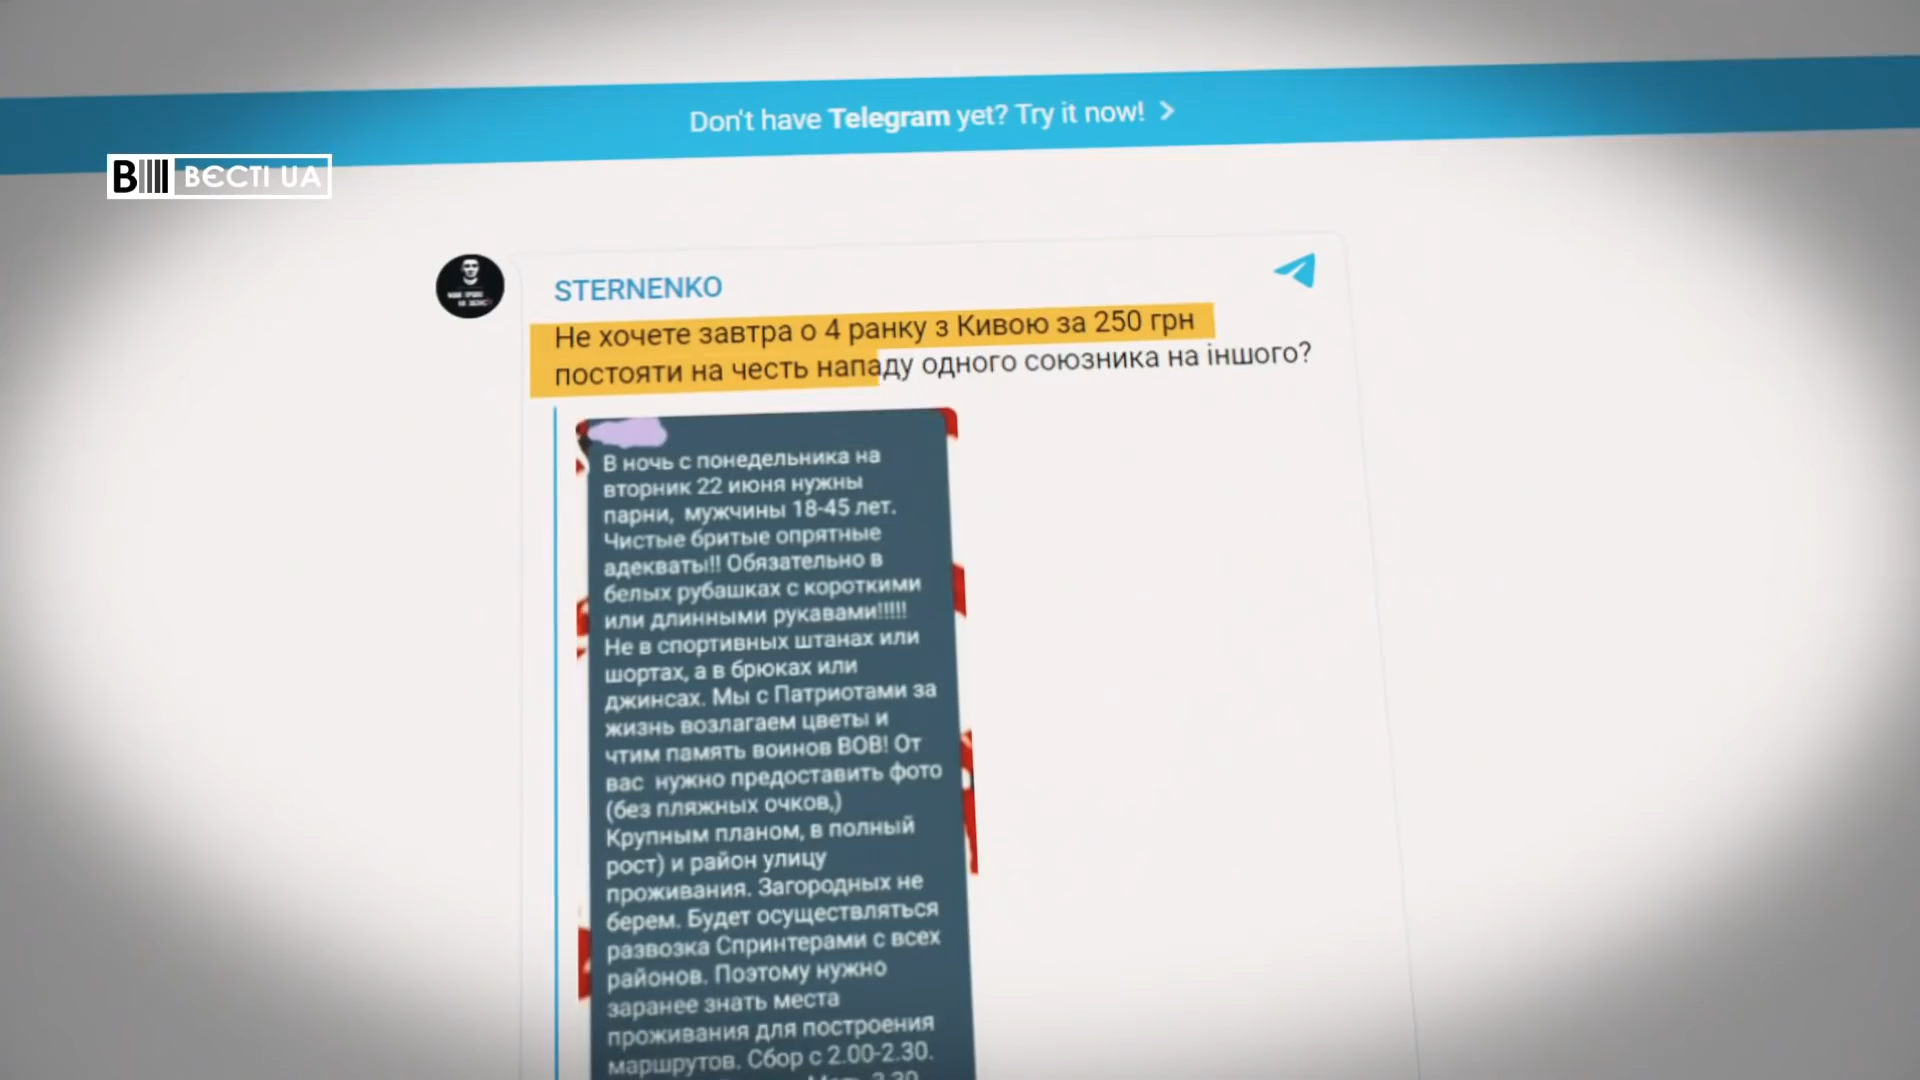 Don't have Telegram yet? Try it now! >
В ВЄСТІ UA
STERNENKO
Не хочете завтра о 4 ранку з Кивою за 250 грн
постояти на честь нападу одного союзника на іншого?
В ночь с понедельника на
вторник 22 июня нужны
парни, мужчины 18-45 лет.
Чистые бритые опрятные
адекваты!! Обязательно в
белых рубашках с короткими
или длинными рукавами!!!!!
Не в спортивных штанах или
шортах, а в брюках или
джинсах. Мы с Патриотами за
жизнь возлагаем цветы и
чтим память воинов ВОВ! От
вас нужно предоставить фото
(без пляжных очков,)
Крупным планом, в полный
рост) и район улицу
проживания. Загородных не
берем. Будет осуществляться
развозка Спринтерами с всех
районов. Поэтому нужно
заранее знать места
проживания для построения
маршрутов. Сбор с 2.00-2.30.